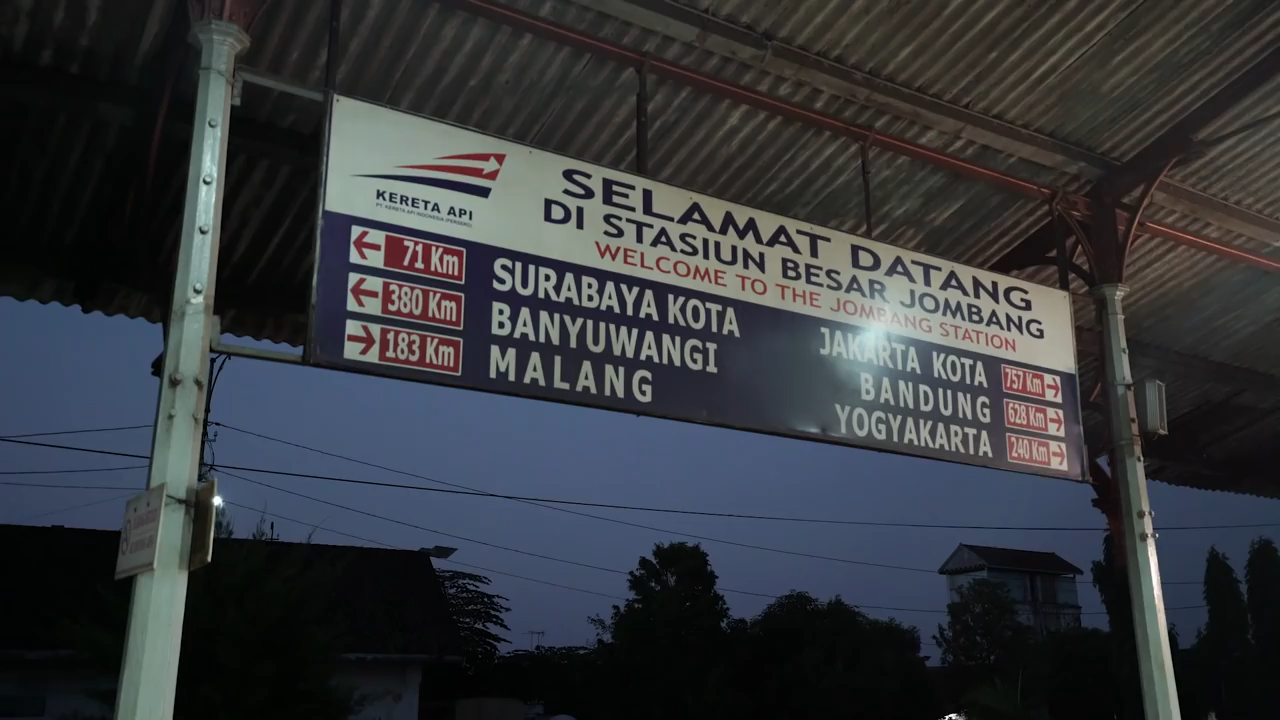 KERETA API
PT. KERETA API INDONESIA (PERSERO)
SELAMAT DATANG
DI STASIUN BESAR JOMBANG
WELCOME TO THE JOMBANG STATION
71 Km SURABAYA KOTA
380 Km BANYUWANGI
183 Km MALANG
JAKARTA KOTA 757 Km
BANDUNG 628 Km
YOGYAKARTA 240 Km